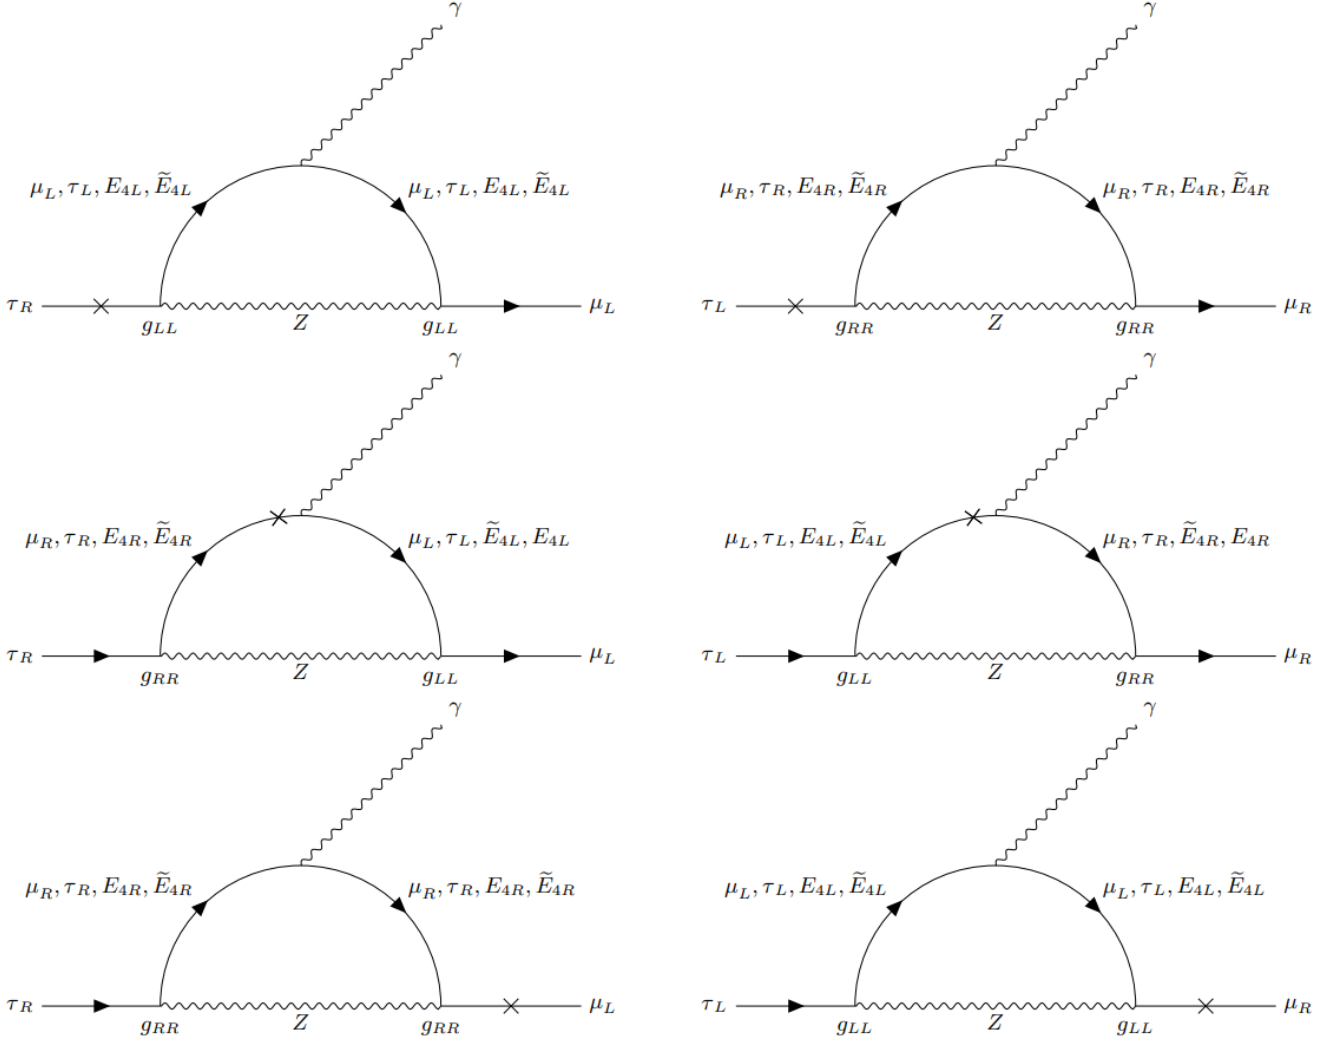 γ γ
μ_L, τ_L, E_{4L}, Ẽ_{4L} μ_L, τ_L, E_{4L}, Ẽ_{4L} μ_R, τ_R, E_{4R}, Ẽ_{4R} μ_R, τ_R, E_{4R}, Ẽ_{4R}
τ_R μ_L τ_L μ_R
g_{LL} Z g_{LL} g_{RR} Z g_{RR}
γ γ
μ_R, τ_R, E_{4R}, Ẽ_{4R} μ_L, τ_L, Ẽ_{4L}, E_{4L} μ_L, τ_L, E_{4L}, Ẽ_{4L} μ_R, τ_R, Ẽ_{4R}, E_{4R}
τ_R μ_L τ_L μ_R
g_{RR} Z g_{LL} g_{LL} Z g_{RR}
γ γ
μ_R, τ_R, E_{4R}, Ẽ_{4R} μ_R, τ_R, E_{4R}, Ẽ_{4R} μ_L, τ_L, E_{4L}, Ẽ_{4L} μ_L, τ_L, E_{4L}, Ẽ_{4L}
τ_R μ_L τ_L μ_R
g_{RR} Z g_{RR} g_{LL} Z g_{LL}